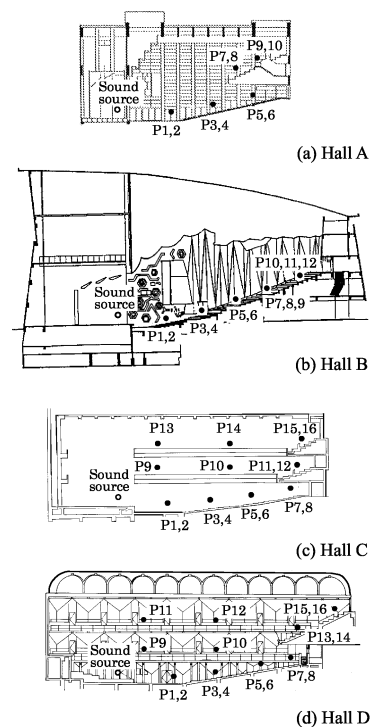 P9,10
P7,8
Sound
source
P5,6
P3,4
P1,2
(a) Hall A
P10,11,12
Sound
source
P7,8,9
P5,6
P3,4
P1,2
(b) Hall B
P13 P14 P15,16
P9 P10 P11,12
Sound
source
P7,8
P5,6
P3,4
P1,2
(c) Hall C
P11 P12 P15,16
P13,14
P9 P10
Sound
source
P7,8
P5,6
P3,4
P1,2
(d) Hall D